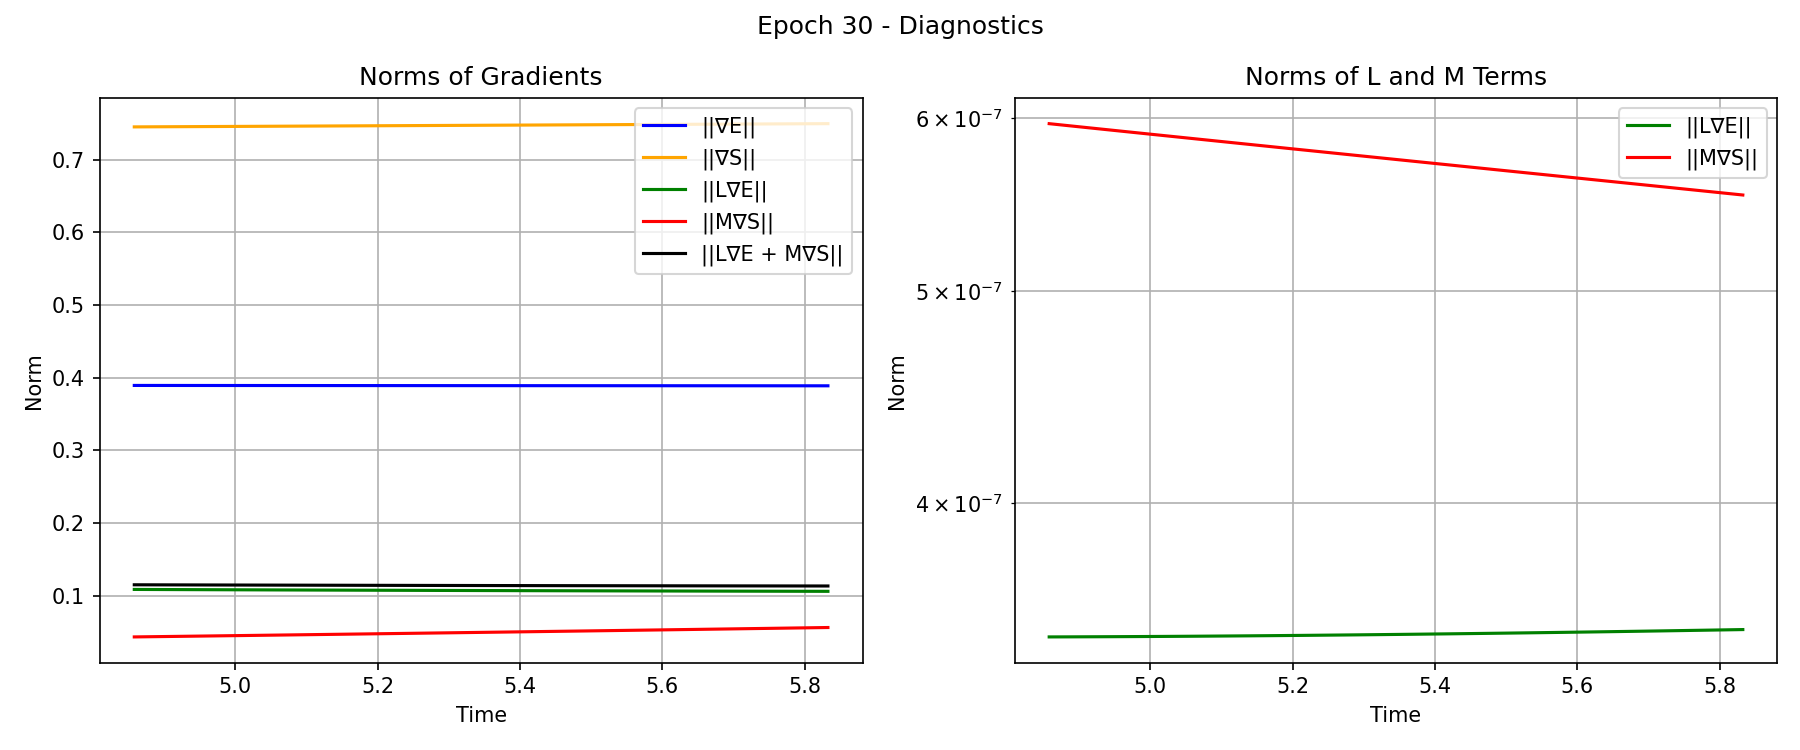 Epoch 30 - Diagnostics
Norms of Gradients
Norm
0.7
0.6
0.5
0.4
0.3
0.2
0.1
||∇E||
||∇S||
||L∇E||
||M∇S||
||L∇E + M∇S||
5.0 5.2 5.4 5.6 5.8
Time
Norms of L and M Terms
Norm
6 × 10⁻⁷
5 × 10⁻⁷
4 × 10⁻⁷
||L∇E||
||M∇S||
5.0 5.2 5.4 5.6 5.8
Time